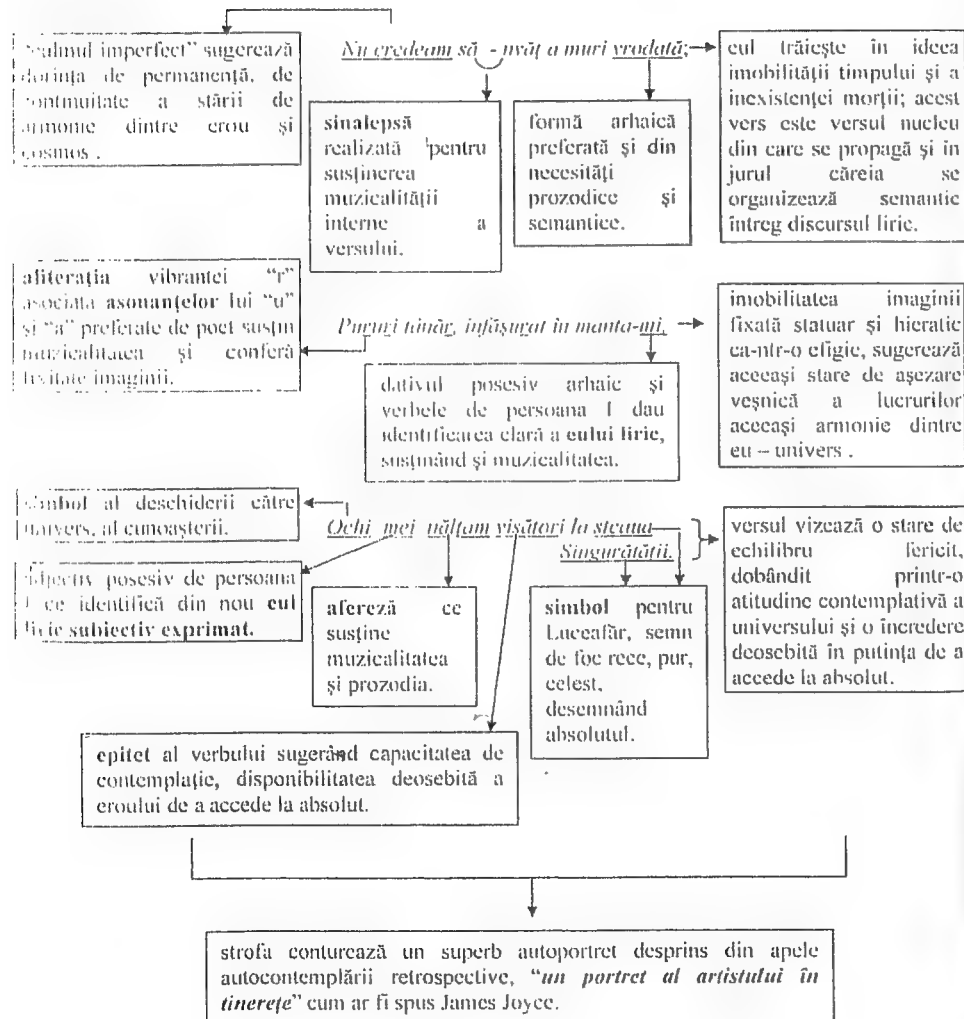 "calmul imperfect" sugerează
dorința de permanență, de
continuitate a stării de
armonie dintre erou și
cosmos .
Nu credeam să - nvăț a muri vrodată;
sinalepsă
realizată pentru
susținerea
muzicalității
interne a
versului.
formă arhaică
preferată și din
necesități
prozodice și
semantice.
eul trăiește în ideea
imobilității timpului și a
inexistenței morții; acest
vers este versul nucleu
din care se propagă și în
jurul căreia se
organizează semantic
întreg discursul liric.
aliterația vibrantei "r"
asociată asonanțelor lui "u"
și "a" preferate de poet susțin
muzicalitatea și conferă
fixitate imaginii.
Pururi tânăr, înfășurat în manta-mi,
dativul posesiv arhaic și
verbele de persoana I dau
identificarea clară a eului liric,
susținând și muzicalitatea.
imobilitatea imaginii
fixată statuar și hieratic
ca-ntr-o efigie, sugerează
aceeași stare de așezare
veșnică a lucrurilor
aceeași armonie dintre
eu – univers .
simbol al deschiderii către
univers, al cunoașterii.
Ochi mei nălțam visători la steaua
Singurătății.
adjectiv posesiv de persoana
I ce identifică din nou eul
liric subiectiv exprimat.
afereză ce
susține
muzicalitatea
și prozodia.
simbol pentru
Luceafăr, semn
de foc rece, pur,
celest,
desemnând
absolutul.
versul vizează o stare de
echilibru fericit,
dobândit printr-o
atitudine contemplativă a
universului și o încredere
deosebită în putința de a
accede la absolut.
epitet al verbului sugerând capacitatea de
contemplație, disponibilitatea deosebită a
eroului de a accede la absolut.
strofa conturează un superb autoportret desprins din apele
autocontemplării retrospective, "un portret al artistului în
tinerețe" cum ar fi spus James Joyce.